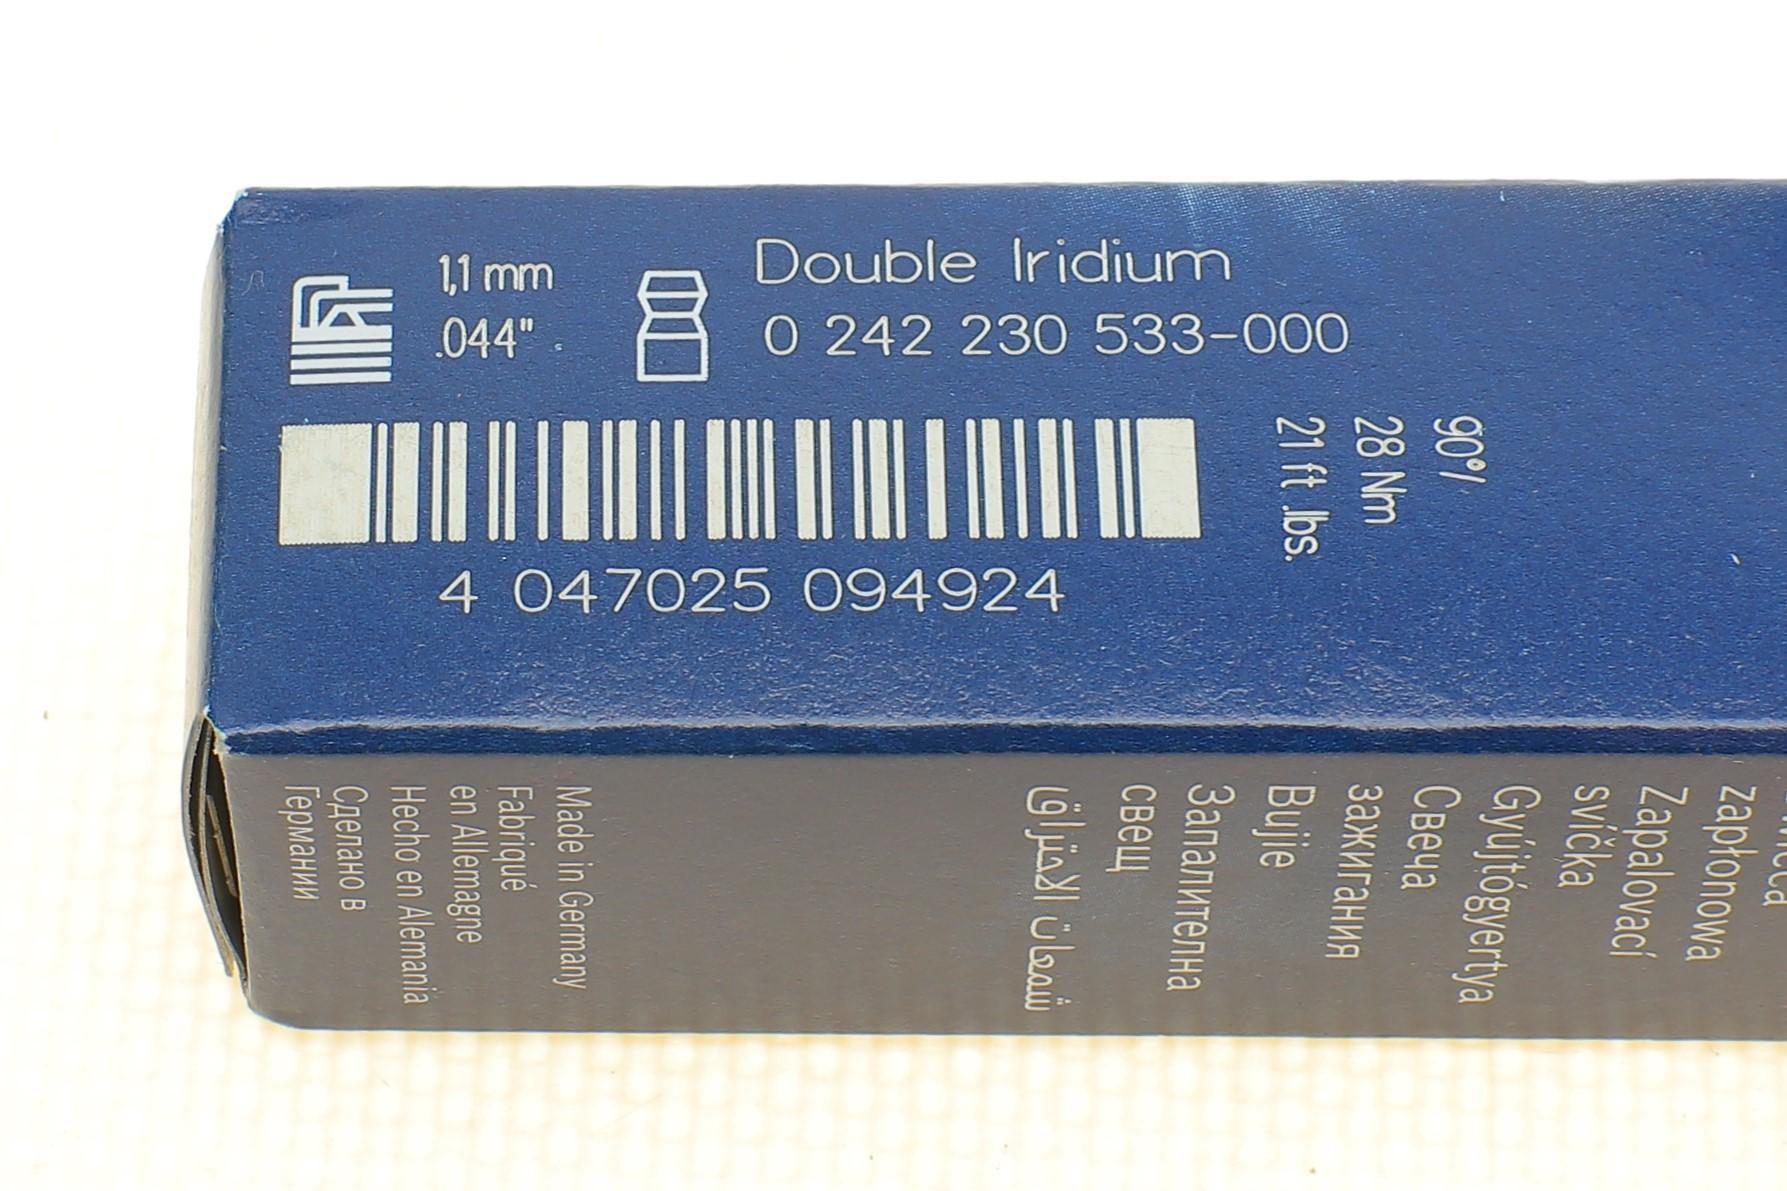 1,1 mm
.044"
Double Iridium
0 242 230 533-000
4 047025 094924
90°/
28 Nm
21 ft .lbs.
Made in Germany
Fabriqué
en Allemagne
Hecho en Alemania
Сделано в
Германии
zapłonowa
Zapalovací
svíčka
Gyújtógyertya
Свеча
зажигания
Bujie
Запалителна
свещ
شمعات الاحتراق